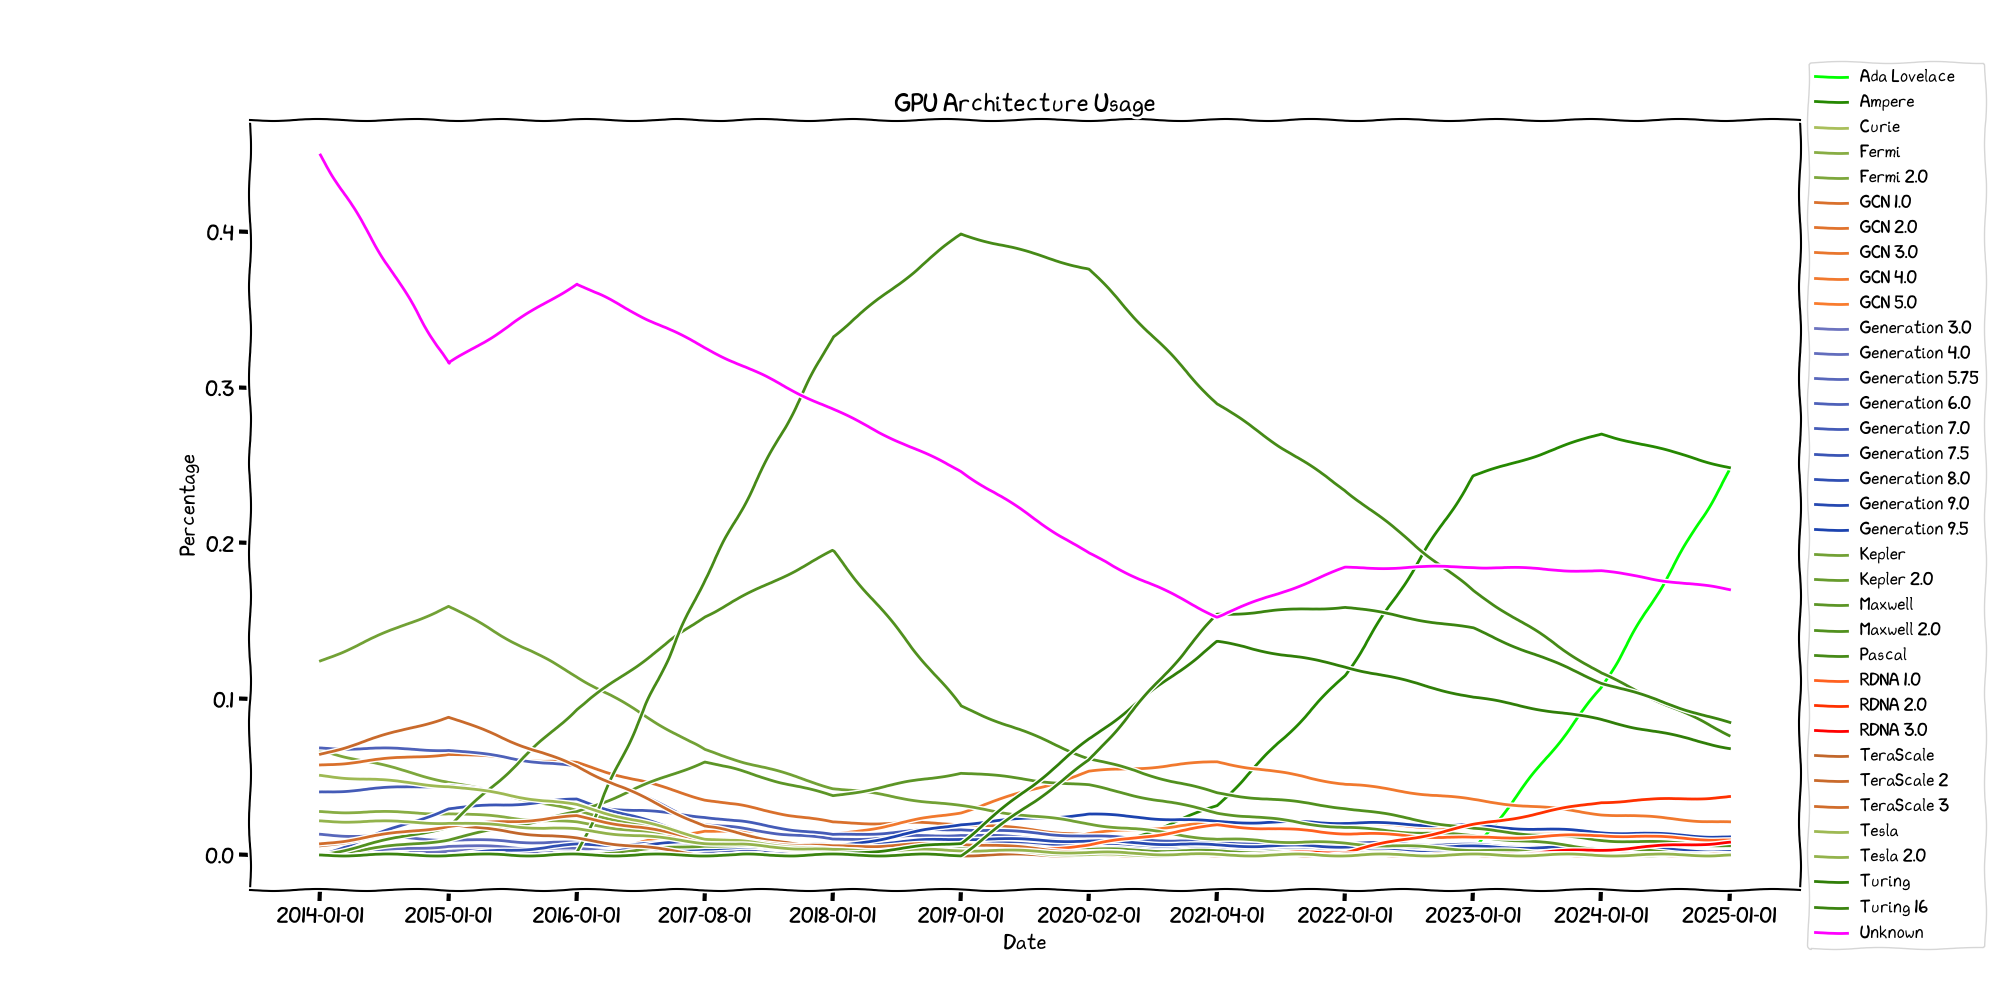 GPU Architecture Usage
Percentage
0.4
0.3
0.2
0.1
0.0
2014-01-01 2015-01-01 2016-01-01 2017-08-01 2018-01-01 2019-01-01 2020-02-01 2021-04-01 2022-01-01 2023-01-01 2024-01-01 2025-01-01
Date
Ada Lovelace
Ampere
Curie
Fermi
Fermi 2.0
GCN 1.0
GCN 2.0
GCN 3.0
GCN 4.0
GCN 5.0
Generation 3.0
Generation 4.0
Generation 5.75
Generation 6.0
Generation 7.0
Generation 7.5
Generation 8.0
Generation 9.0
Generation 9.5
Kepler
Kepler 2.0
Maxwell
Maxwell 2.0
Pascal
RDNA 1.0
RDNA 2.0
RDNA 3.0
TeraScale
TeraScale 2
TeraScale 3
Tesla
Tesla 2.0
Turing
Turing 16
Unknown